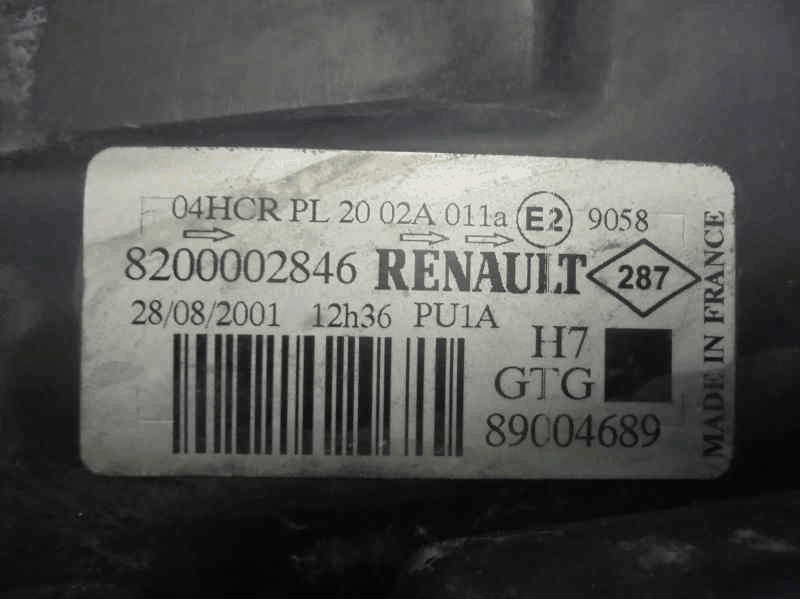 04HCR PL 20 02A 011a E2 9058
8200002846 RENAULT 287
28/08/2001 12h36 PU1A
H7
GTG
89004689
MADE IN FRANCE